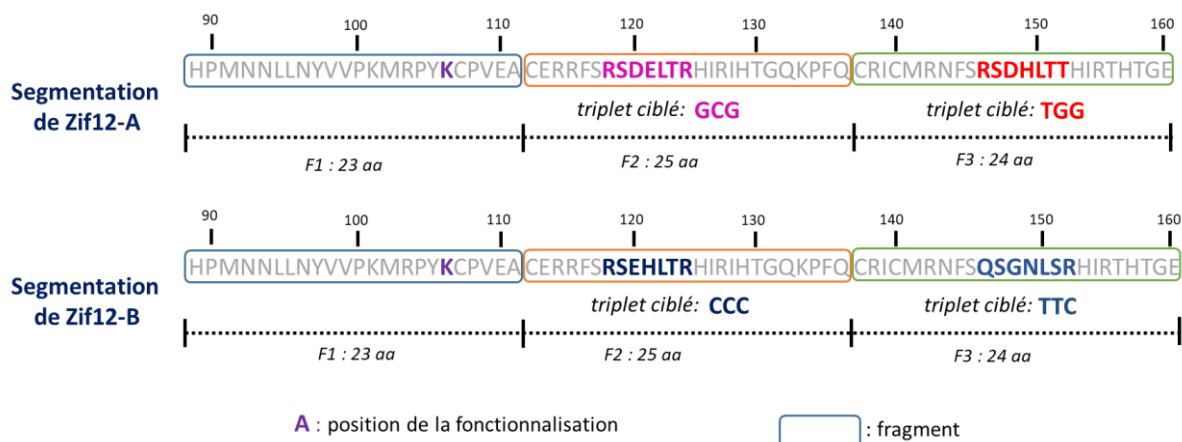 90 100 110 120 130 140 150 160
HPMNNLLNYVVPKMRPYKCPVEA CERRFSRSDELTRHIRIHTGQKPFQ CRICMRNFSRSDHLTTHIRTHTGE
Segmentation
de Zif12-A
triplet ciblé: GCG triplet ciblé: TGG
F1 : 23 aa F2 : 25 aa F3 : 24 aa
90 100 110 120 130 140 150 160
HPMNNLLNYVVPKMRPYKCPVEA CERRFSRSEHLTRHIRIHTGQKPFQ CRICMRNFSQSGNLSRHIRTHTGE
Segmentation
de Zif12-B
triplet ciblé: CCC triplet ciblé: TTC
F1 : 23 aa F2 : 25 aa F3 : 24 aa
A : position de la fonctionnalisation : fragment